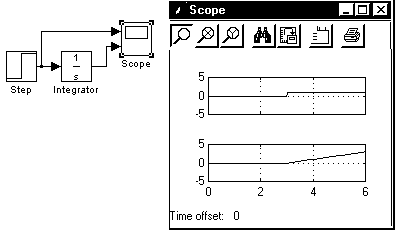 Scope
Scope
1
s
Step
Integrator
5
0
-5
5
0
-5
0 2 4 6
Time offset: 0